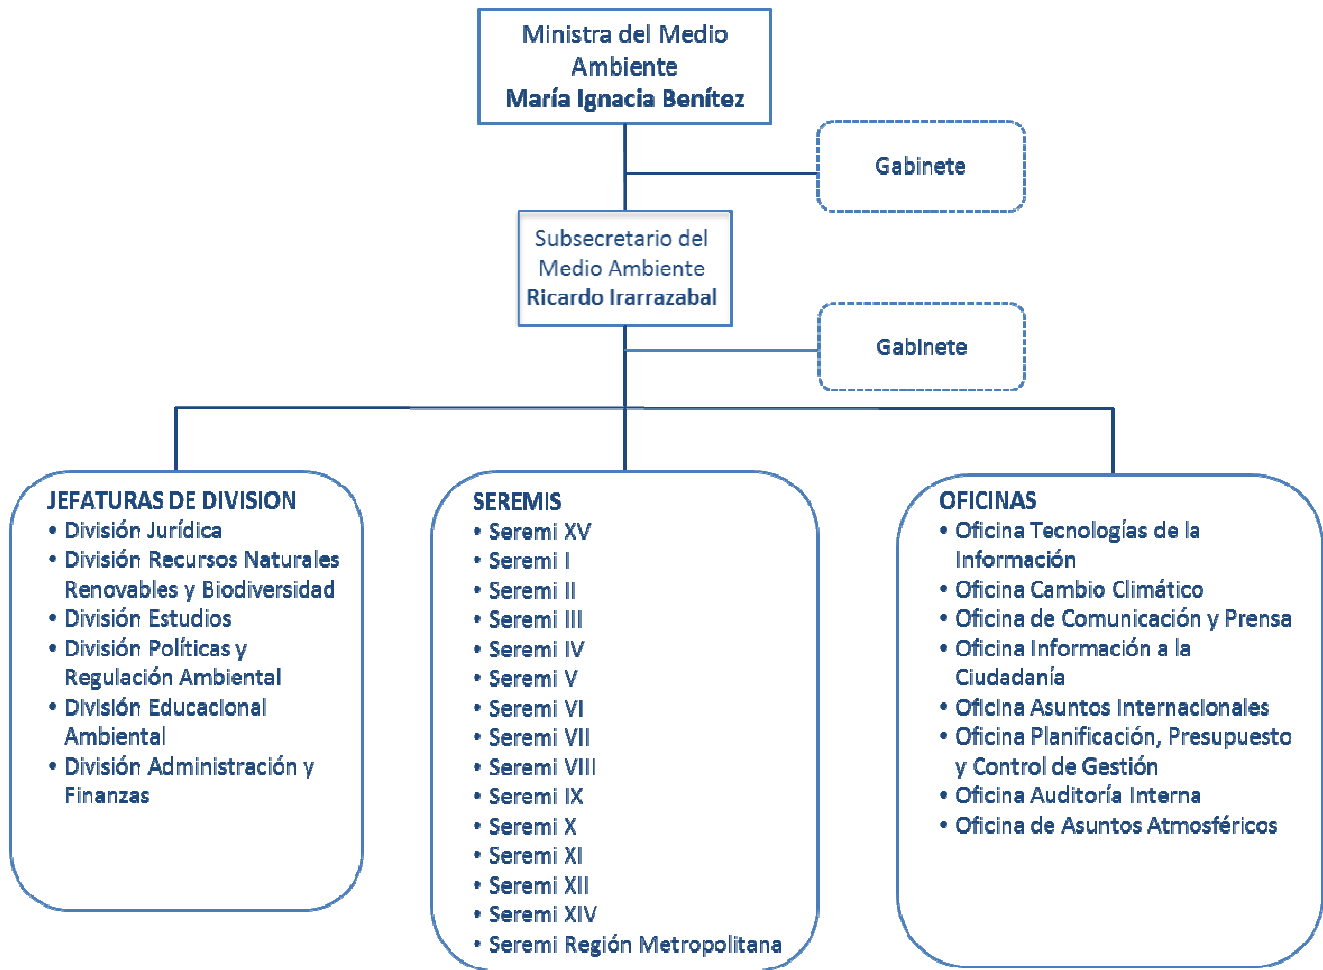 Ministra del Medio
Ambiente
María Ignacia Benítez
Gabinete
Subsecretario del
Medio Ambiente
Ricardo Irarrazabal
Gabinete
JEFATURAS DE DIVISION
• División Jurídica
• División Recursos Naturales
Renovables y Biodiversidad
• División Estudios
• División Políticas y
Regulación Ambiental
• División Educacional
Ambiental
• División Administración y
Finanzas
SEREMIS
• Seremi XV
• Seremi I
• Seremi II
• Seremi III
• Seremi IV
• Seremi V
• Seremi VI
• Seremi VII
• Seremi VIII
• Seremi IX
• Seremi X
• Seremi XI
• Seremi XII
• Seremi XIV
• Seremi Región Metropolitana
OFICINAS
• Oficina Tecnologías de la
Información
• Oficina Cambio Climático
• Oficina de Comunicación y Prensa
• Oficina Información a la
Ciudadanía
• Oficina Asuntos Internacionales
• Oficina Planificación, Presupuesto
y Control de Gestión
• Oficina Auditoría Interna
• Oficina de Asuntos Atmosféricos